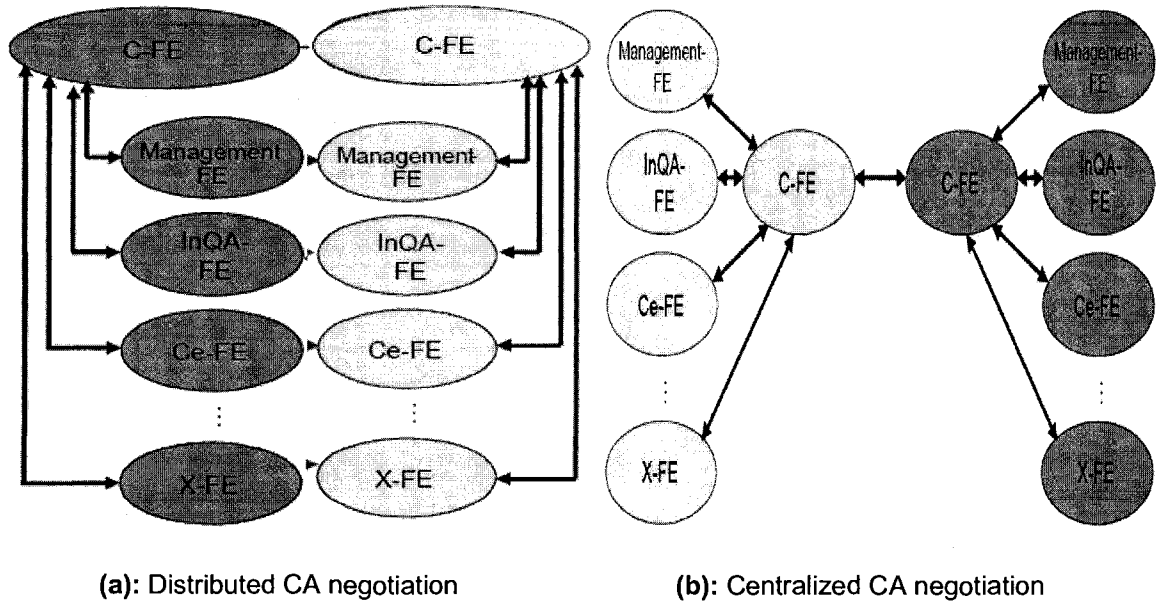 C-FE
C-FE
Management
FE
Management-
FE
InQA-
FE
InQA-
FE
Ce-FE
Ce-FE
X-FE
X-FE
(a): Distributed CA negotiation
Management-
FE
InQA-
FE
Ce-FE
X-FE
C-FE
C-FE
Management-
FE
InQA-
FE
Ce-FE
X-FE
(b): Centralized CA negotiation